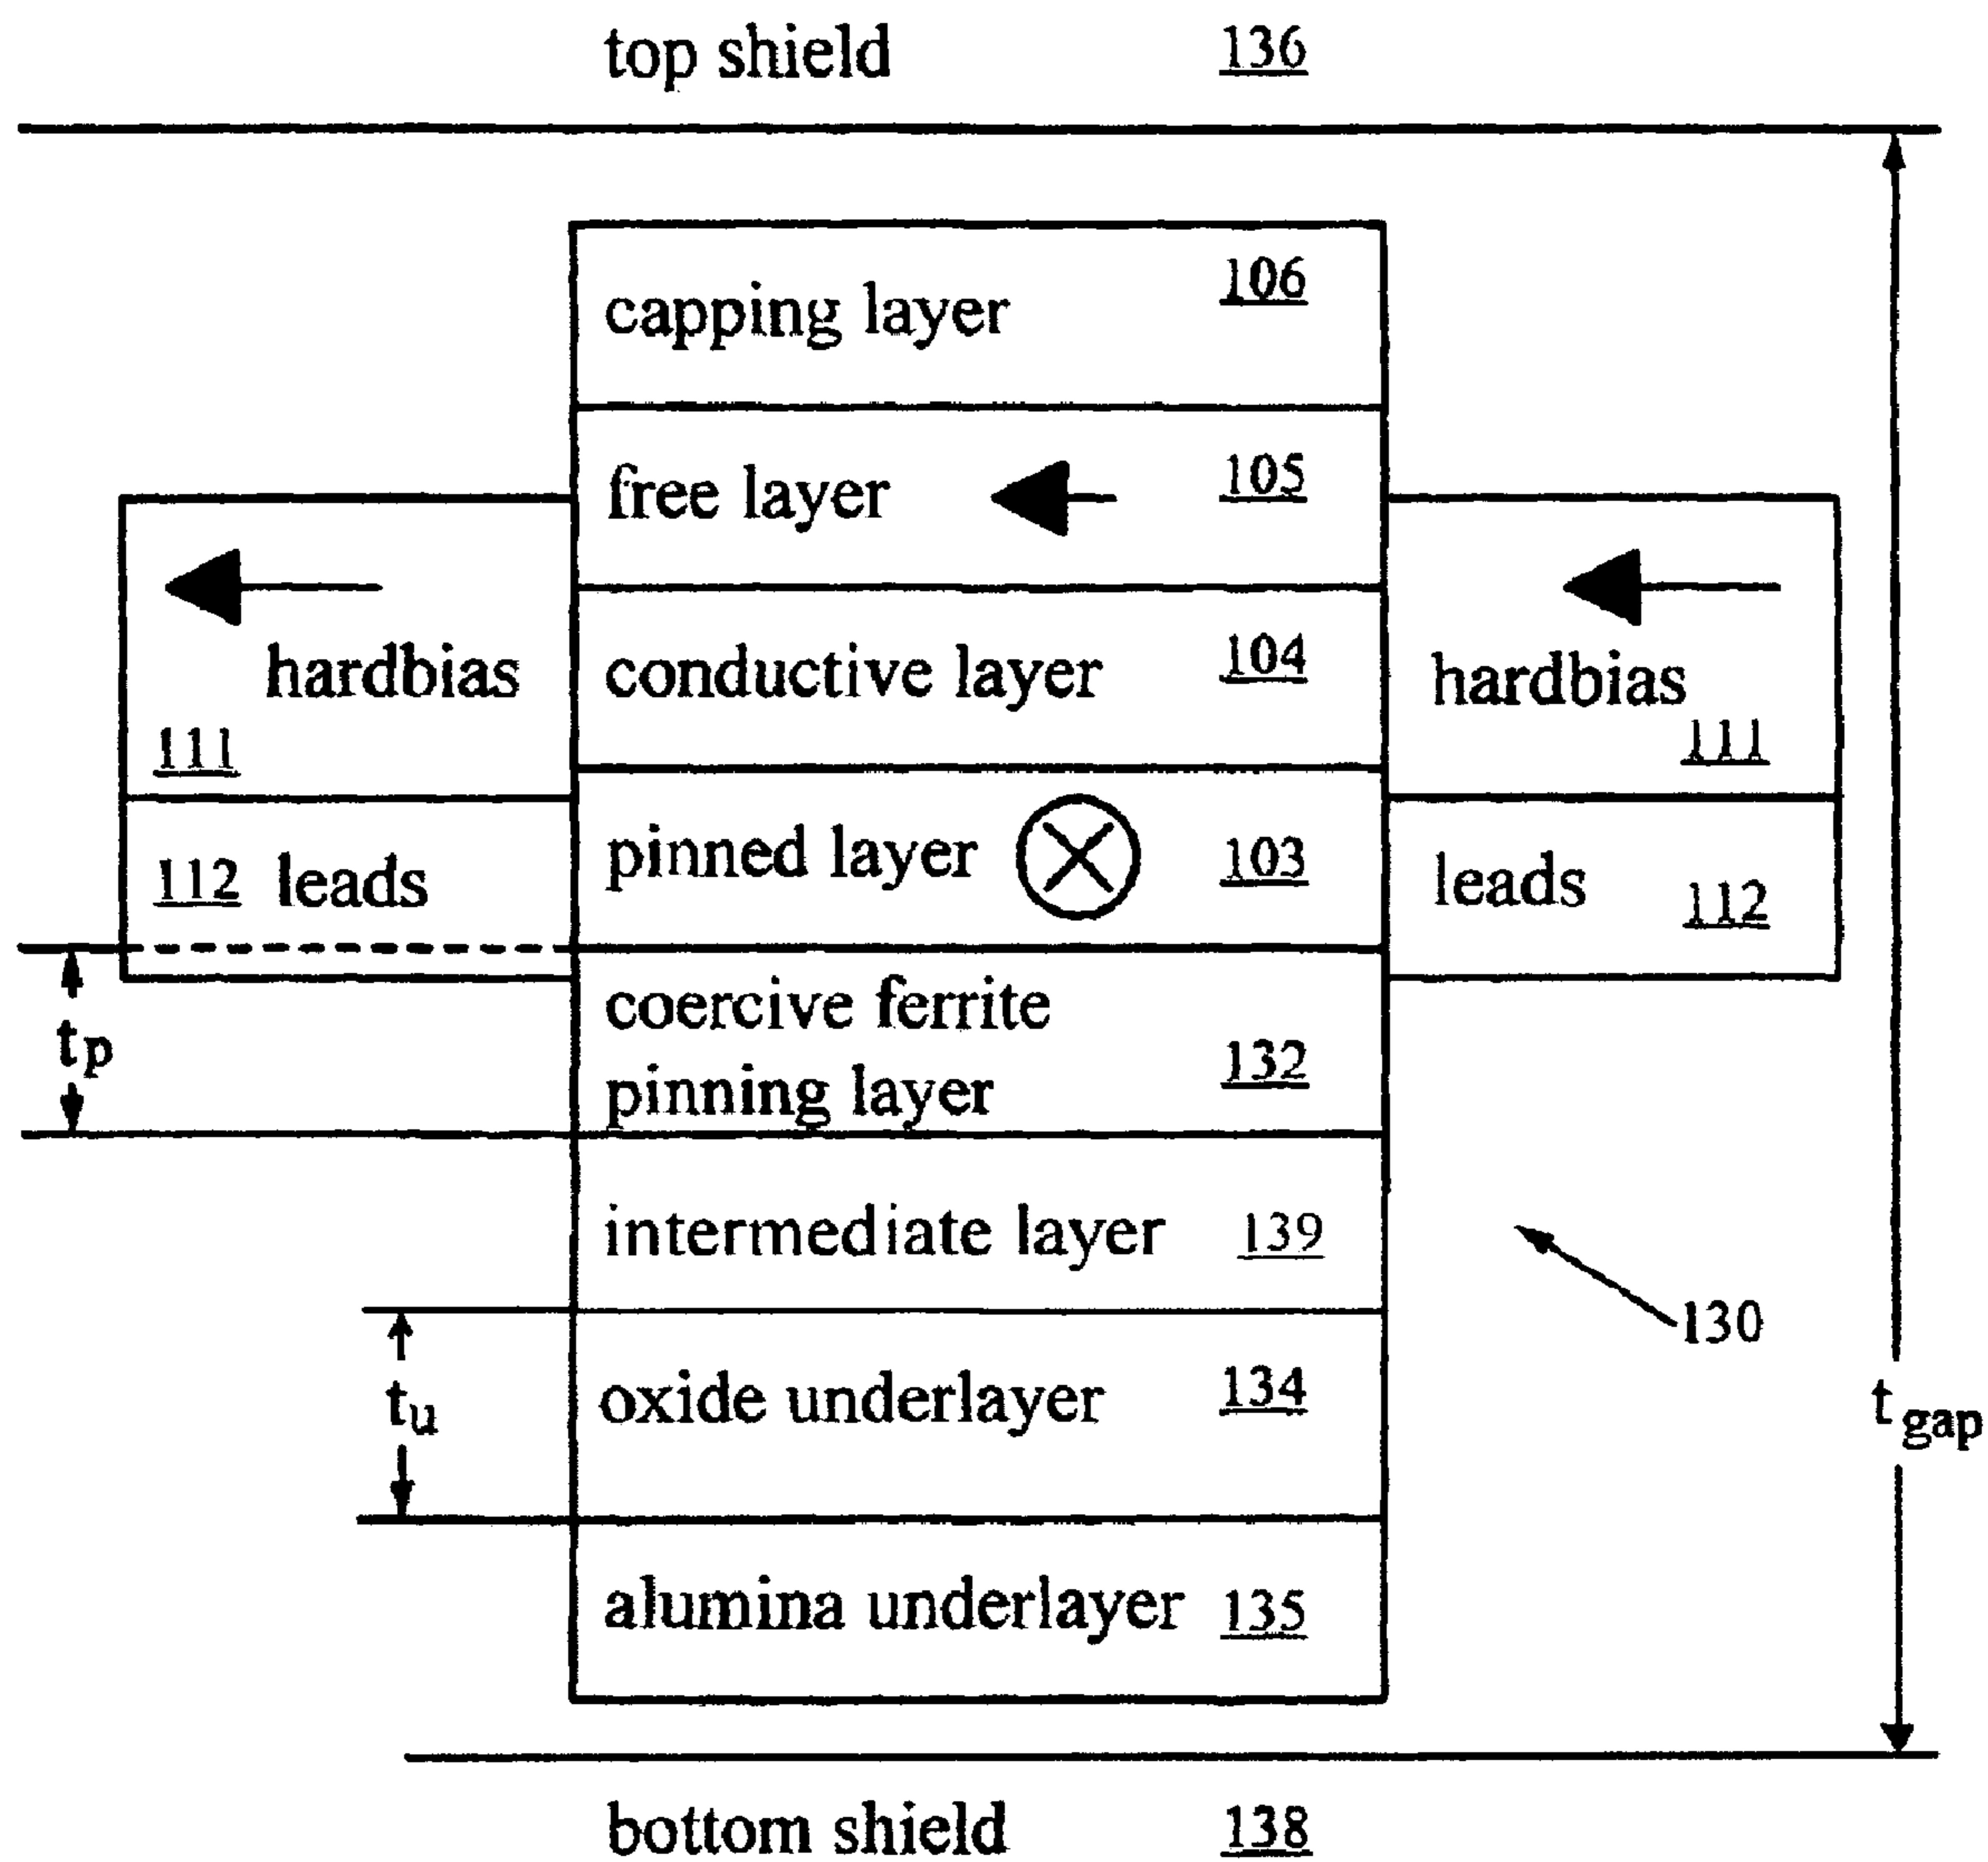 top shield 136
capping layer 106
free layer 105
hardbias 111
conductive layer 104
hardbias 111
112 leads
pinned layer 103
leads 112
tp
coercive ferrite
pinning layer 132
intermediate layer 139
130
tu
oxide underlayer 134
tgap
alumina underlayer 135
bottom shield 138